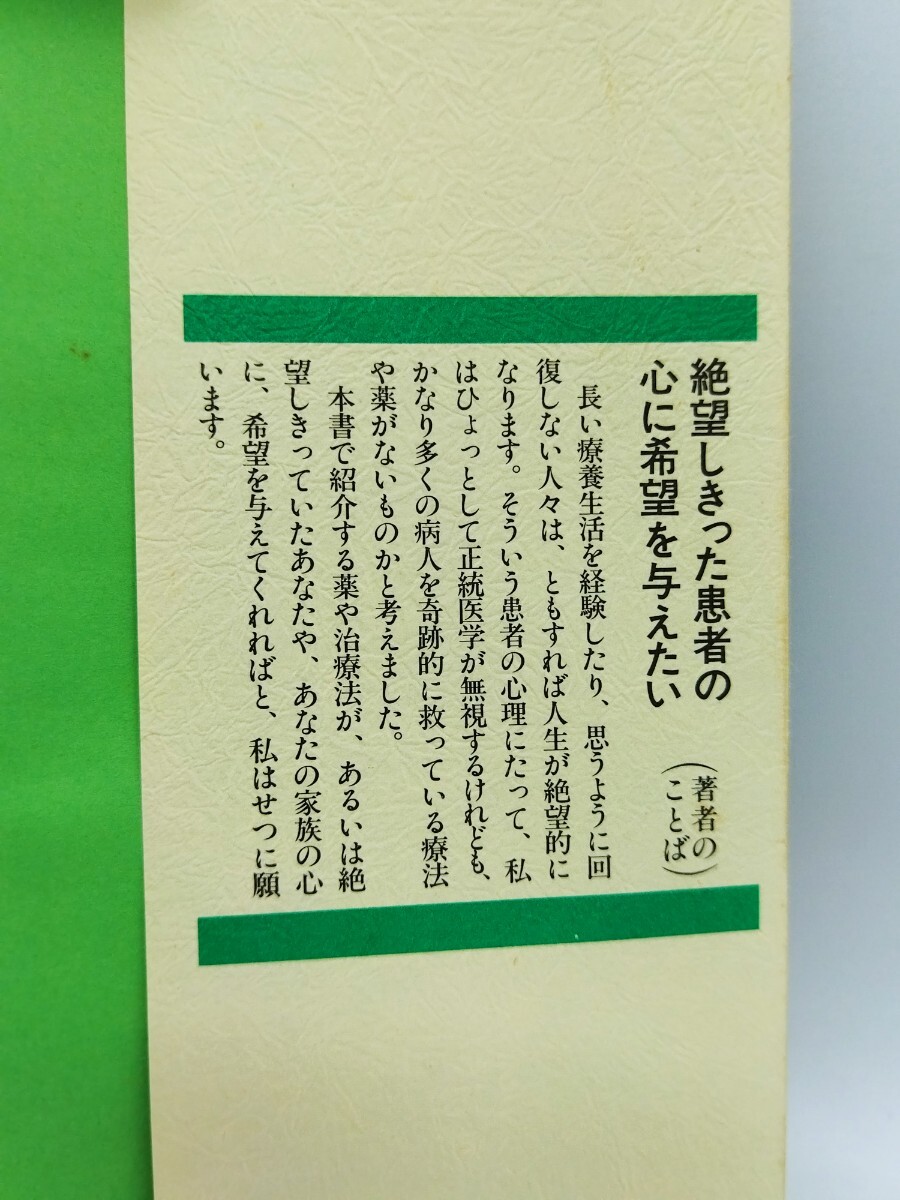 絶望しきった患者の
心に希望を与えたい
(著者の
ことば)
長い療養生活を経験したり、思うように回
復しない人々は、ともすれば人生が絶望的に
なります。そういう患者の心理にたって、私
はひょっとして正統医学が無視するけれども、
かなり多くの病人を奇跡的に救っている療法
や薬がないものかと考えました。
本書で紹介する薬や治療法が、あるいは絶
望しきっていたあなたや、あなたの家族の心
に、希望を与えてくれればと、私はせつに願
います。